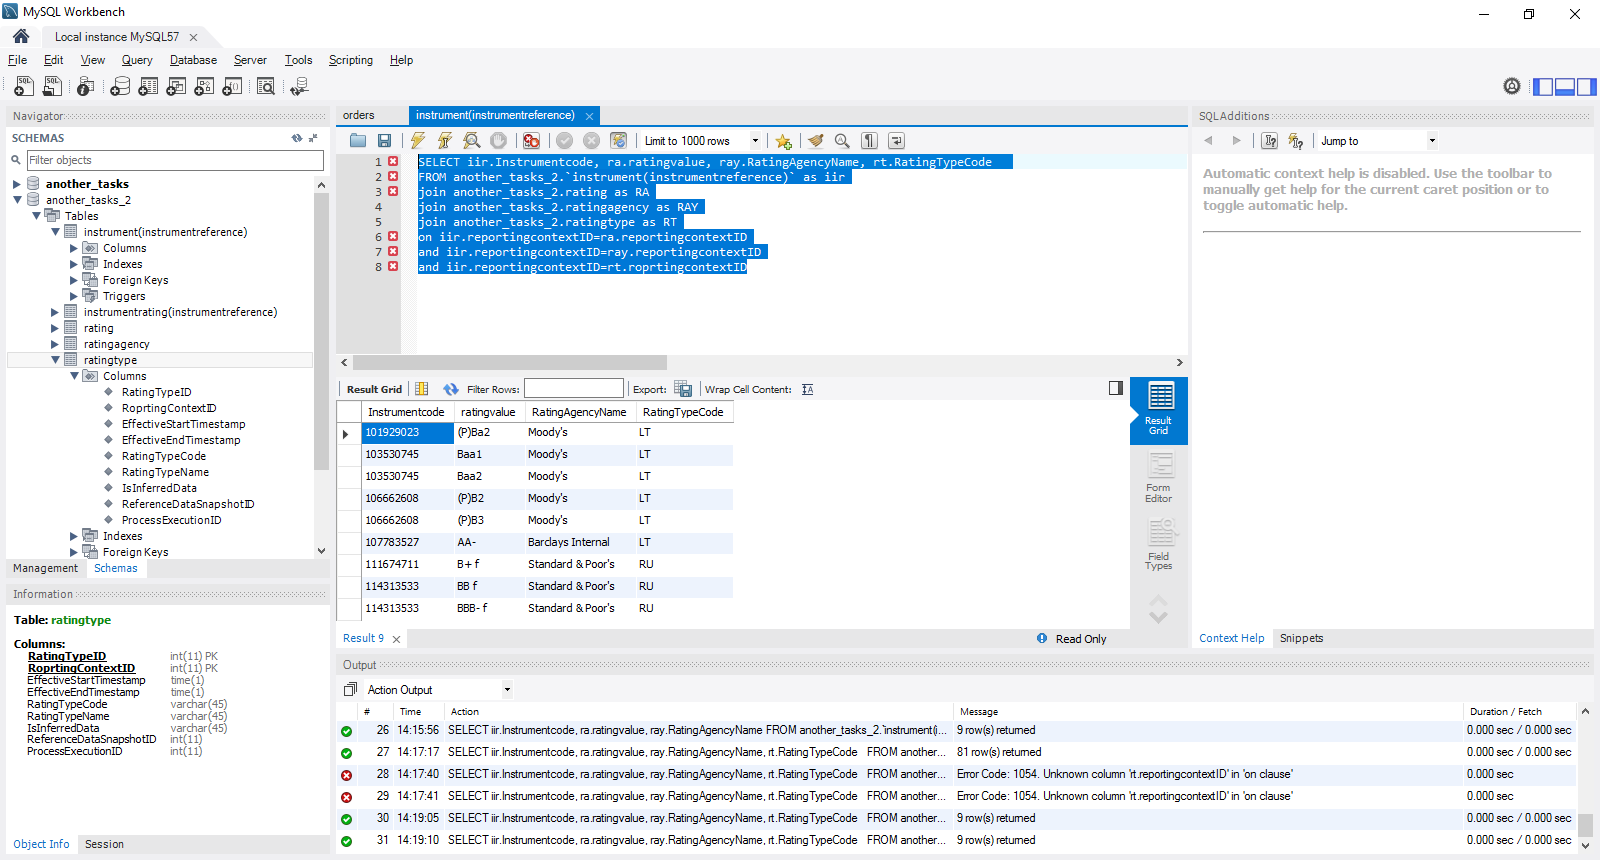 MySQL Workbench
Local instance MySQL57
File Edit View Query Database Server Tools Scripting Help
Navigator
SCHEMAS
Filter objects
another_tasks
another_tasks_2
Tables
instrument(instrumentreference)
Columns
Indexes
Foreign Keys
Triggers
instrumentrating(instrumentreference)
rating
ratingagency
ratingtype
Columns
RatingTypeID
RoprtingContextID
EffectiveStartTimestamp
EffectiveEndTimestamp
RatingTypeCode
RatingTypeName
IsInferredData
ReferenceDataSnapshotID
ProcessExecutionID
Indexes
Foreign Keys
Management Schemas
Information
Table: ratingtype
Columns:
RatingTypeID int(11) PK
RoprtingContextID int(11) PK
EffectiveStartTimestamp time(1)
EffectiveEndTimestamp time(1)
RatingTypeCode varchar(45)
RatingTypeName varchar(45)
IsInferredData varchar(45)
ReferenceDataSnapshotID int(11)
ProcessExecutionID int(11)
Object Info Session
orders instrument(instrumentreference)
Limit to 1000 rows
1 SELECT iir.Instrumentcode, ra.ratingvalue, ray.RatingAgencyName, rt.RatingTypeCode
2 FROM another_tasks_2.`instrument(instrumentreference)` as iir
3 join another_tasks_2.rating as RA
4 join another_tasks_2.ratingagency as RAY
5 join another_tasks_2.ratingtype as RT
6 on iir.reportingcontextID=ra.reportingcontextID
7 and iir.reportingcontextID=ray.reportingcontextID
8 and iir.reportingcontextID=rt.roprtingcontextID
Result Grid Filter Rows: Export: Wrap Cell Content:
Instrumentcode ratingvalue RatingAgencyName RatingTypeCode
101929023 (P)Ba2 Moody's LT
103530745 Baa1 Moody's LT
103530745 Baa2 Moody's LT
106662608 (P)B2 Moody's LT
106662608 (P)B3 Moody's LT
107783527 AA- Barclays Internal LT
111674711 B+ f Standard & Poor's RU
114313533 BB f Standard & Poor's RU
114313533 BBB- f Standard & Poor's RU
Result Grid
Form Editor
Field Types
Result 9 Read Only
SQLAdditions
Jump to
Automatic context help is disabled. Use the toolbar to
manually get help for the current caret position or to
toggle automatic help.
Context Help Snippets
Output
Action Output
# Time Action Message Duration / Fetch
26 14:15:56 SELECT iir.Instrumentcode, ra.ratingvalue, ray.RatingAgencyName FROM another_tasks_2.`instrument(i... 9 row(s) returned 0.000 sec / 0.000 sec
27 14:17:17 SELECT iir.Instrumentcode, ra.ratingvalue, ray.RatingAgencyName, rt.RatingTypeCode FROM another... 81 row(s) returned 0.000 sec / 0.000 sec
28 14:17:40 SELECT iir.Instrumentcode, ra.ratingvalue, ray.RatingAgencyName, rt.RatingTypeCode FROM another... Error Code: 1054. Unknown column 'rt.reportingcontextID' in 'on clause' 0.000 sec
29 14:17:41 SELECT iir.Instrumentcode, ra.ratingvalue, ray.RatingAgencyName, rt.RatingTypeCode FROM another... Error Code: 1054. Unknown column 'rt.reportingcontextID' in 'on clause' 0.000 sec
30 14:19:05 SELECT iir.Instrumentcode, ra.ratingvalue, ray.RatingAgencyName, rt.RatingTypeCode FROM another... 9 row(s) returned 0.000 sec / 0.000 sec
31 14:19:10 SELECT iir.Instrumentcode, ra.ratingvalue, ray.RatingAgencyName, rt.RatingTypeCode FROM another... 9 row(s) returned 0.000 sec / 0.000 sec